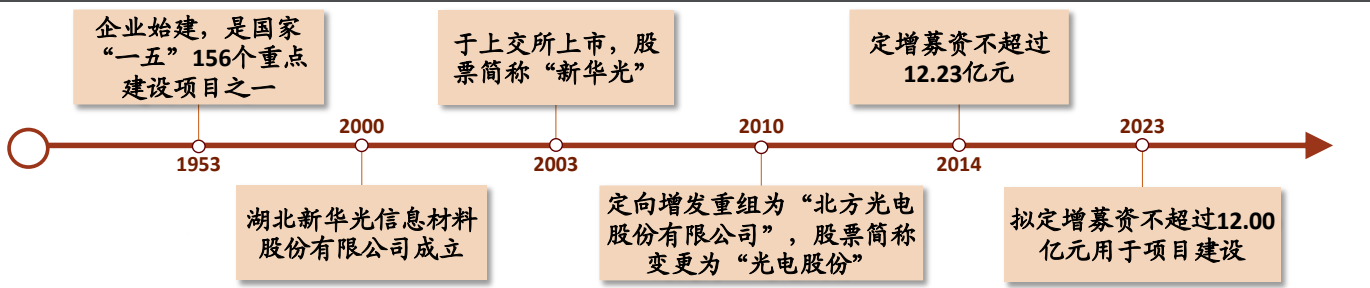 企业始建，是国家
“一五”156个重点
建设项目之一
1953
2000
湖北新华光信息材料
股份有限公司成立
于上交所上市，股
票简称“新华光”
2003
2010
定向增发重组为“北方光电
股份有限公司”，股票简称
变更为“光电股份”
定增募资不超过
12.23亿元
2014
2023
拟定增募资不超过12.00
亿元用于项目建设